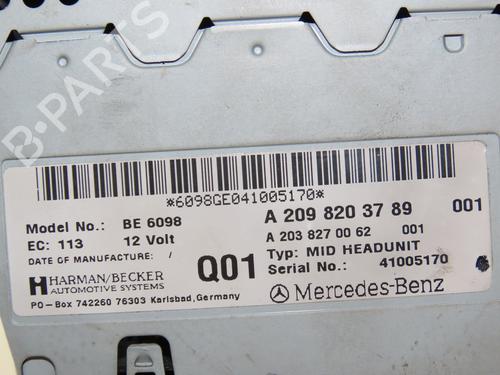 B-PARTS
*6098GE041005170*
Model No.: BE 6098
EC: 113 12 Volt
DATE OF MANUFACTURE: /
HARMAN/BECKER
AUTOMOTIVE SYSTEMS
PO-Box 742260 76303 Karlsbad, Germany
Q01
A 209 820 37 89 001
A 203 827 00 62 001
Typ: MID HEADUNIT
Serial No.: 41005170
Mercedes-Benz